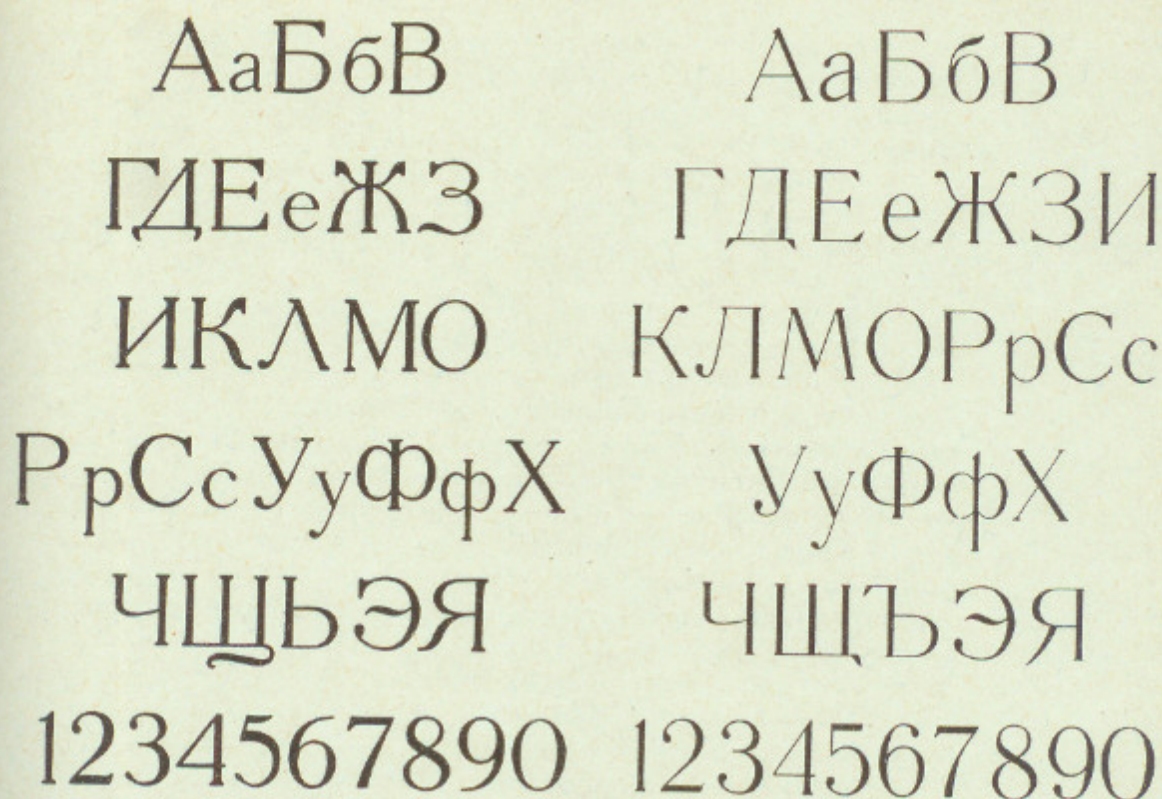 АаБбВ
ГДЕеЖЗ
ИКЛМО
РрСсУуФфХ
ЧЩЬЭЯ
1234567890
АаБбВ
ГДЕеЖЗИ
КЛМОРрСс
УуФфХ
ЧЩЪЭЯ
1234567890